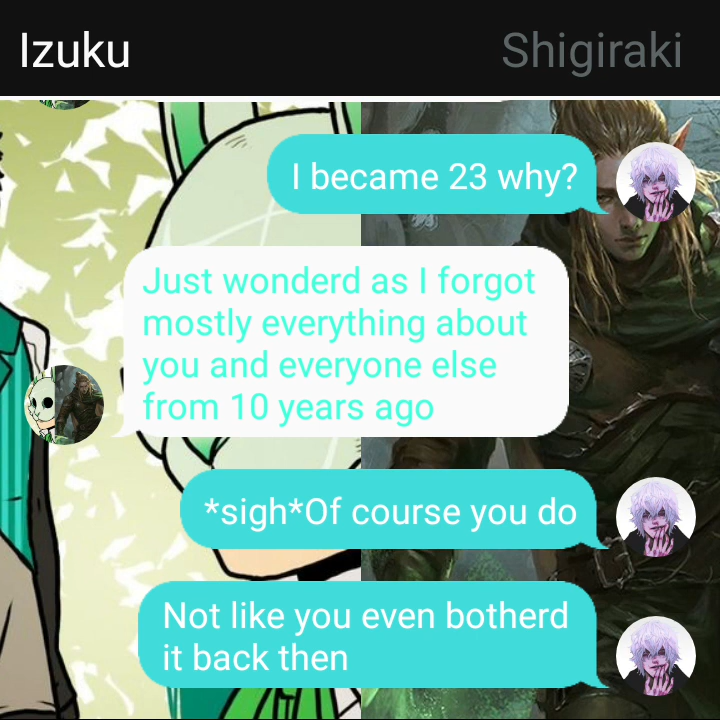 Izuku
Shigiraki
I became 23 why?
Just wonderd as I forgot
mostly everything about
you and everyone else
from 10 years ago
*sigh*Of course you do
Not like you even botherd
it back then